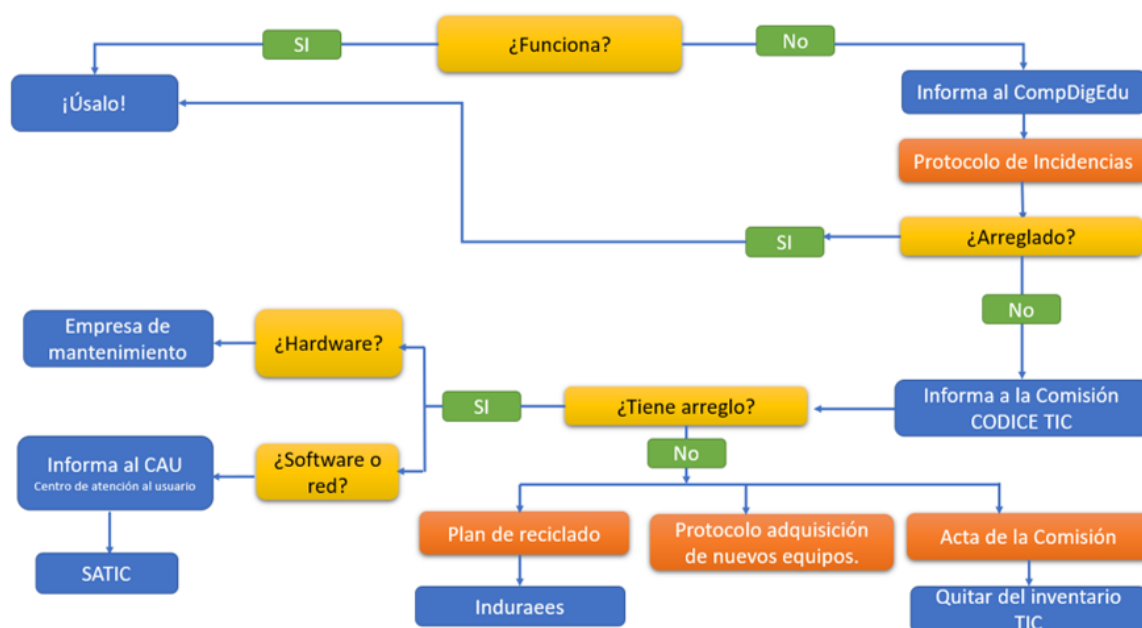 SI
¿Funciona?
No
¡Úsalo!
Informa al CompDigEdu
Protocolo de Incidencias
SI
¿Arreglado?
No
Empresa de
mantenimiento
¿Hardware?
SI
¿Tiene arreglo?
Informa a la Comisión
CODICE TIC
No
Informa al CAU
Centro de atención al usuario
¿Software o
red?
Plan de reciclado
Protocolo adquisición
de nuevos equipos.
Acta de la Comisión
SATIC
Induraees
Quitar del inventario
TIC